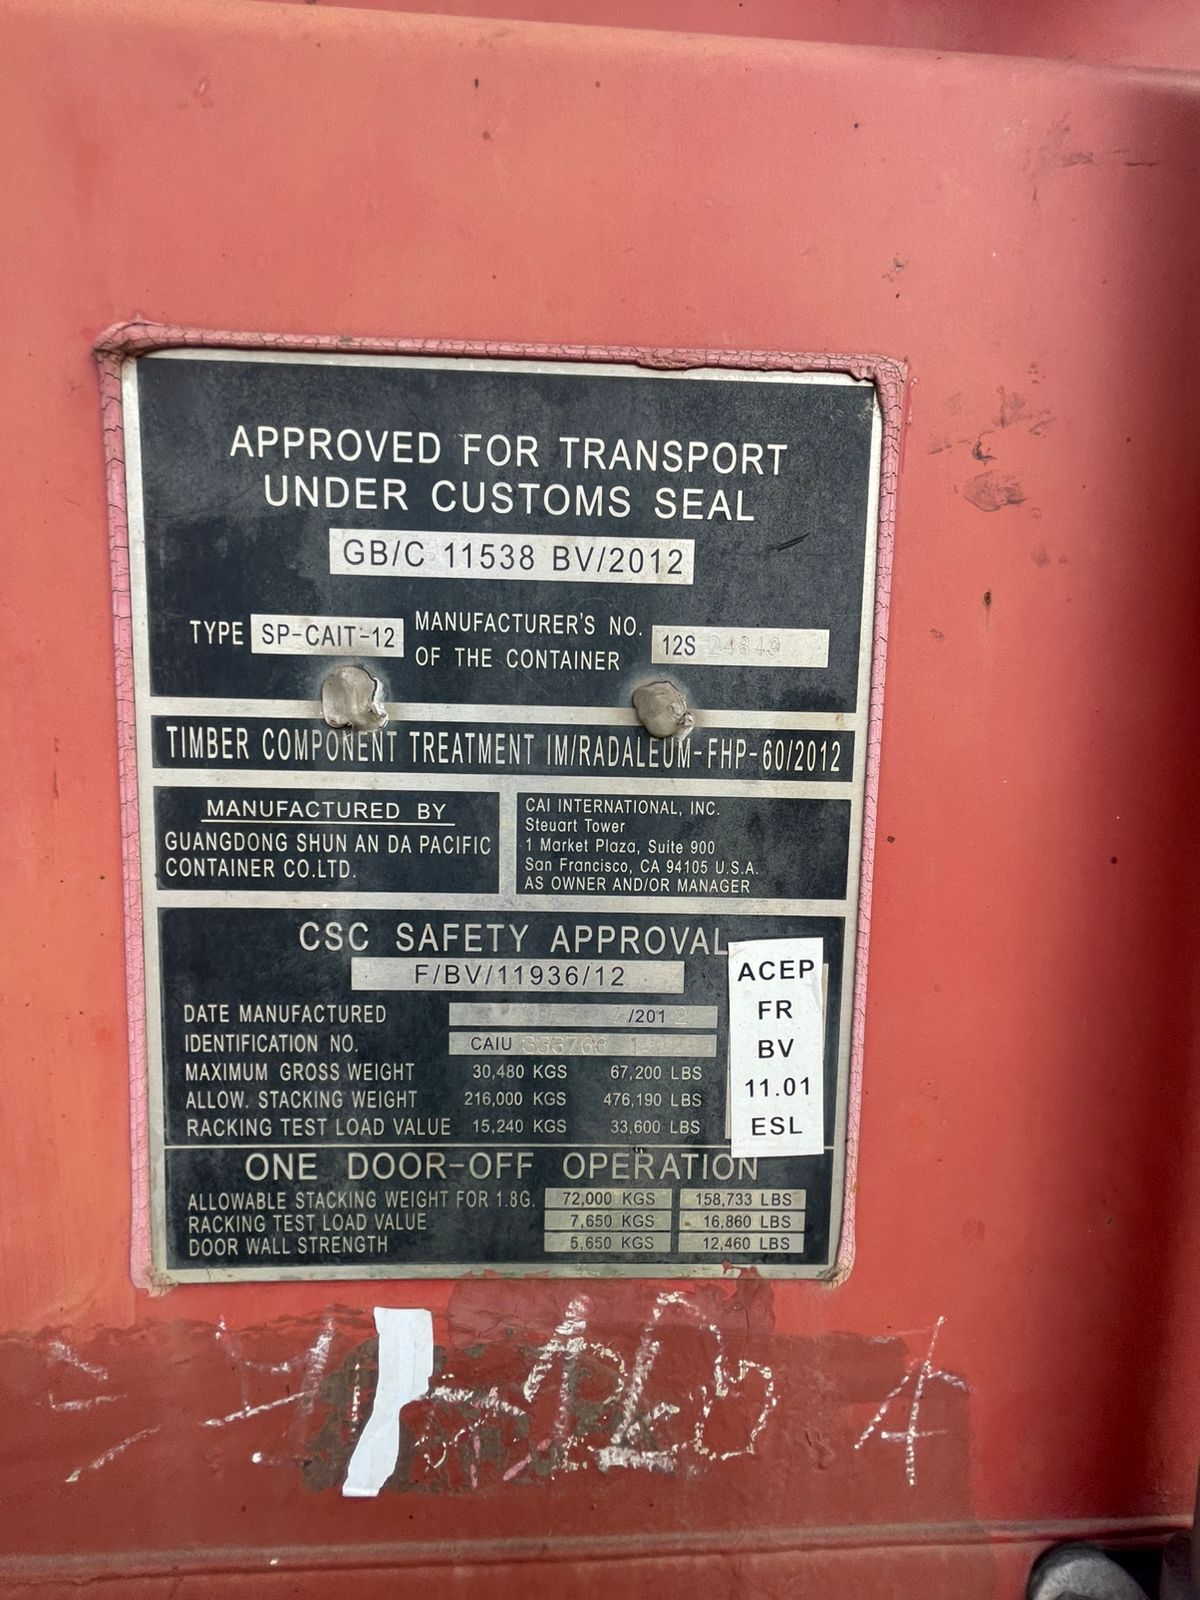 APPROVED FOR TRANSPORT
UNDER CUSTOMS SEAL
GB/C 11538 BV/2012
TYPE SP-CAIT-12 MANUFACTURER'S NO.
OF THE CONTAINER 12S 24849
TIMBER COMPONENT TREATMENT IM/RADALEUM-FHP-60/2012
MANUFACTURED BY
GUANGDONG SHUN AN DA PACIFIC
CONTAINER CO.LTD.
CAI INTERNATIONAL, INC.
Steuart Tower
1 Market Plaza, Suite 900
San Francisco, CA 94105 U.S.A.
AS OWNER AND/OR MANAGER
CSC SAFETY APPROVAL
F/BV/11936/12
DATE MANUFACTURED /2012
IDENTIFICATION NO. CAIU
MAXIMUM GROSS WEIGHT 30,480 KGS 67,200 LBS
ALLOW. STACKING WEIGHT 216,000 KGS 476,190 LBS
RACKING TEST LOAD VALUE 15,240 KGS 33,600 LBS
ACEP
FR
BV
11.01
ESL
ONE DOOR-OFF OPERATION
ALLOWABLE STACKING WEIGHT FOR 1.8G. 72,000 KGS 158,733 LBS
RACKING TEST LOAD VALUE 7,650 KGS 16,860 LBS
DOOR WALL STRENGTH 5,650 KGS 12,460 LBS